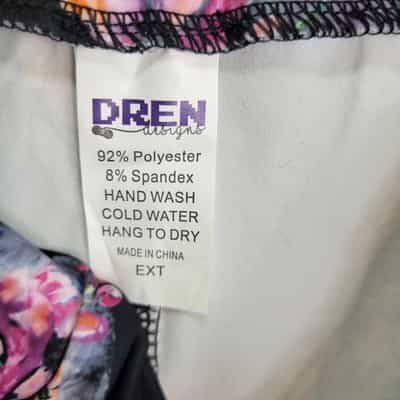 DREN
designs
92% Polyester
8% Spandex
HAND WASH
COLD WATER
HANG TO DRY
MADE IN CHINA
EXT